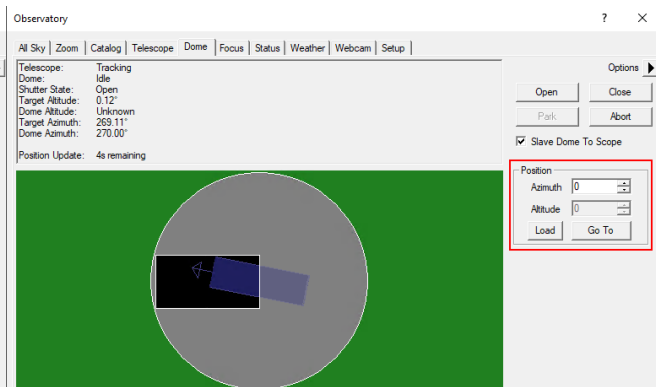 Observatory
? ×
All Sky Zoom Catalog Telescope Dome Focus Status Weather Webcam Setup
Telescope: Tracking
Dome: Idle
Shutter State: Open
Target Altitude: 0.12°
Dome Altitude: Unknown
Target Azimuth: 269.11°
Dome Azimuth: 270.00°
Position Update: 4s remaining
Options
Open Close
Park Abort
Slave Dome To Scope
Position
Azimuth 0
Altitude 0
Load Go To